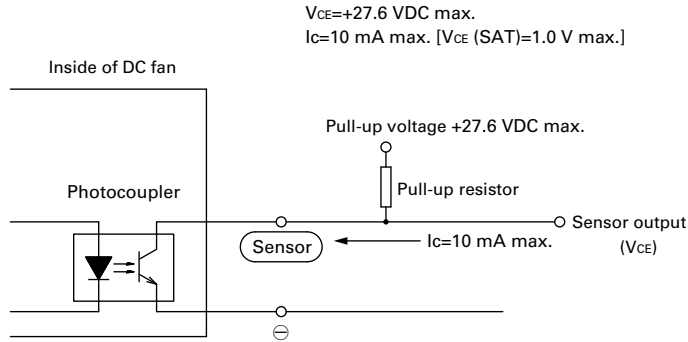 VCE=+27.6 VDC max.
Ic=10 mA max. [VCE (SAT)=1.0 V max.]
Inside of DC fan
Pull-up voltage +27.6 VDC max.
Photocoupler
Pull-up resistor
Sensor output
(VCE)
Sensor
Ic=10 mA max.
⊖